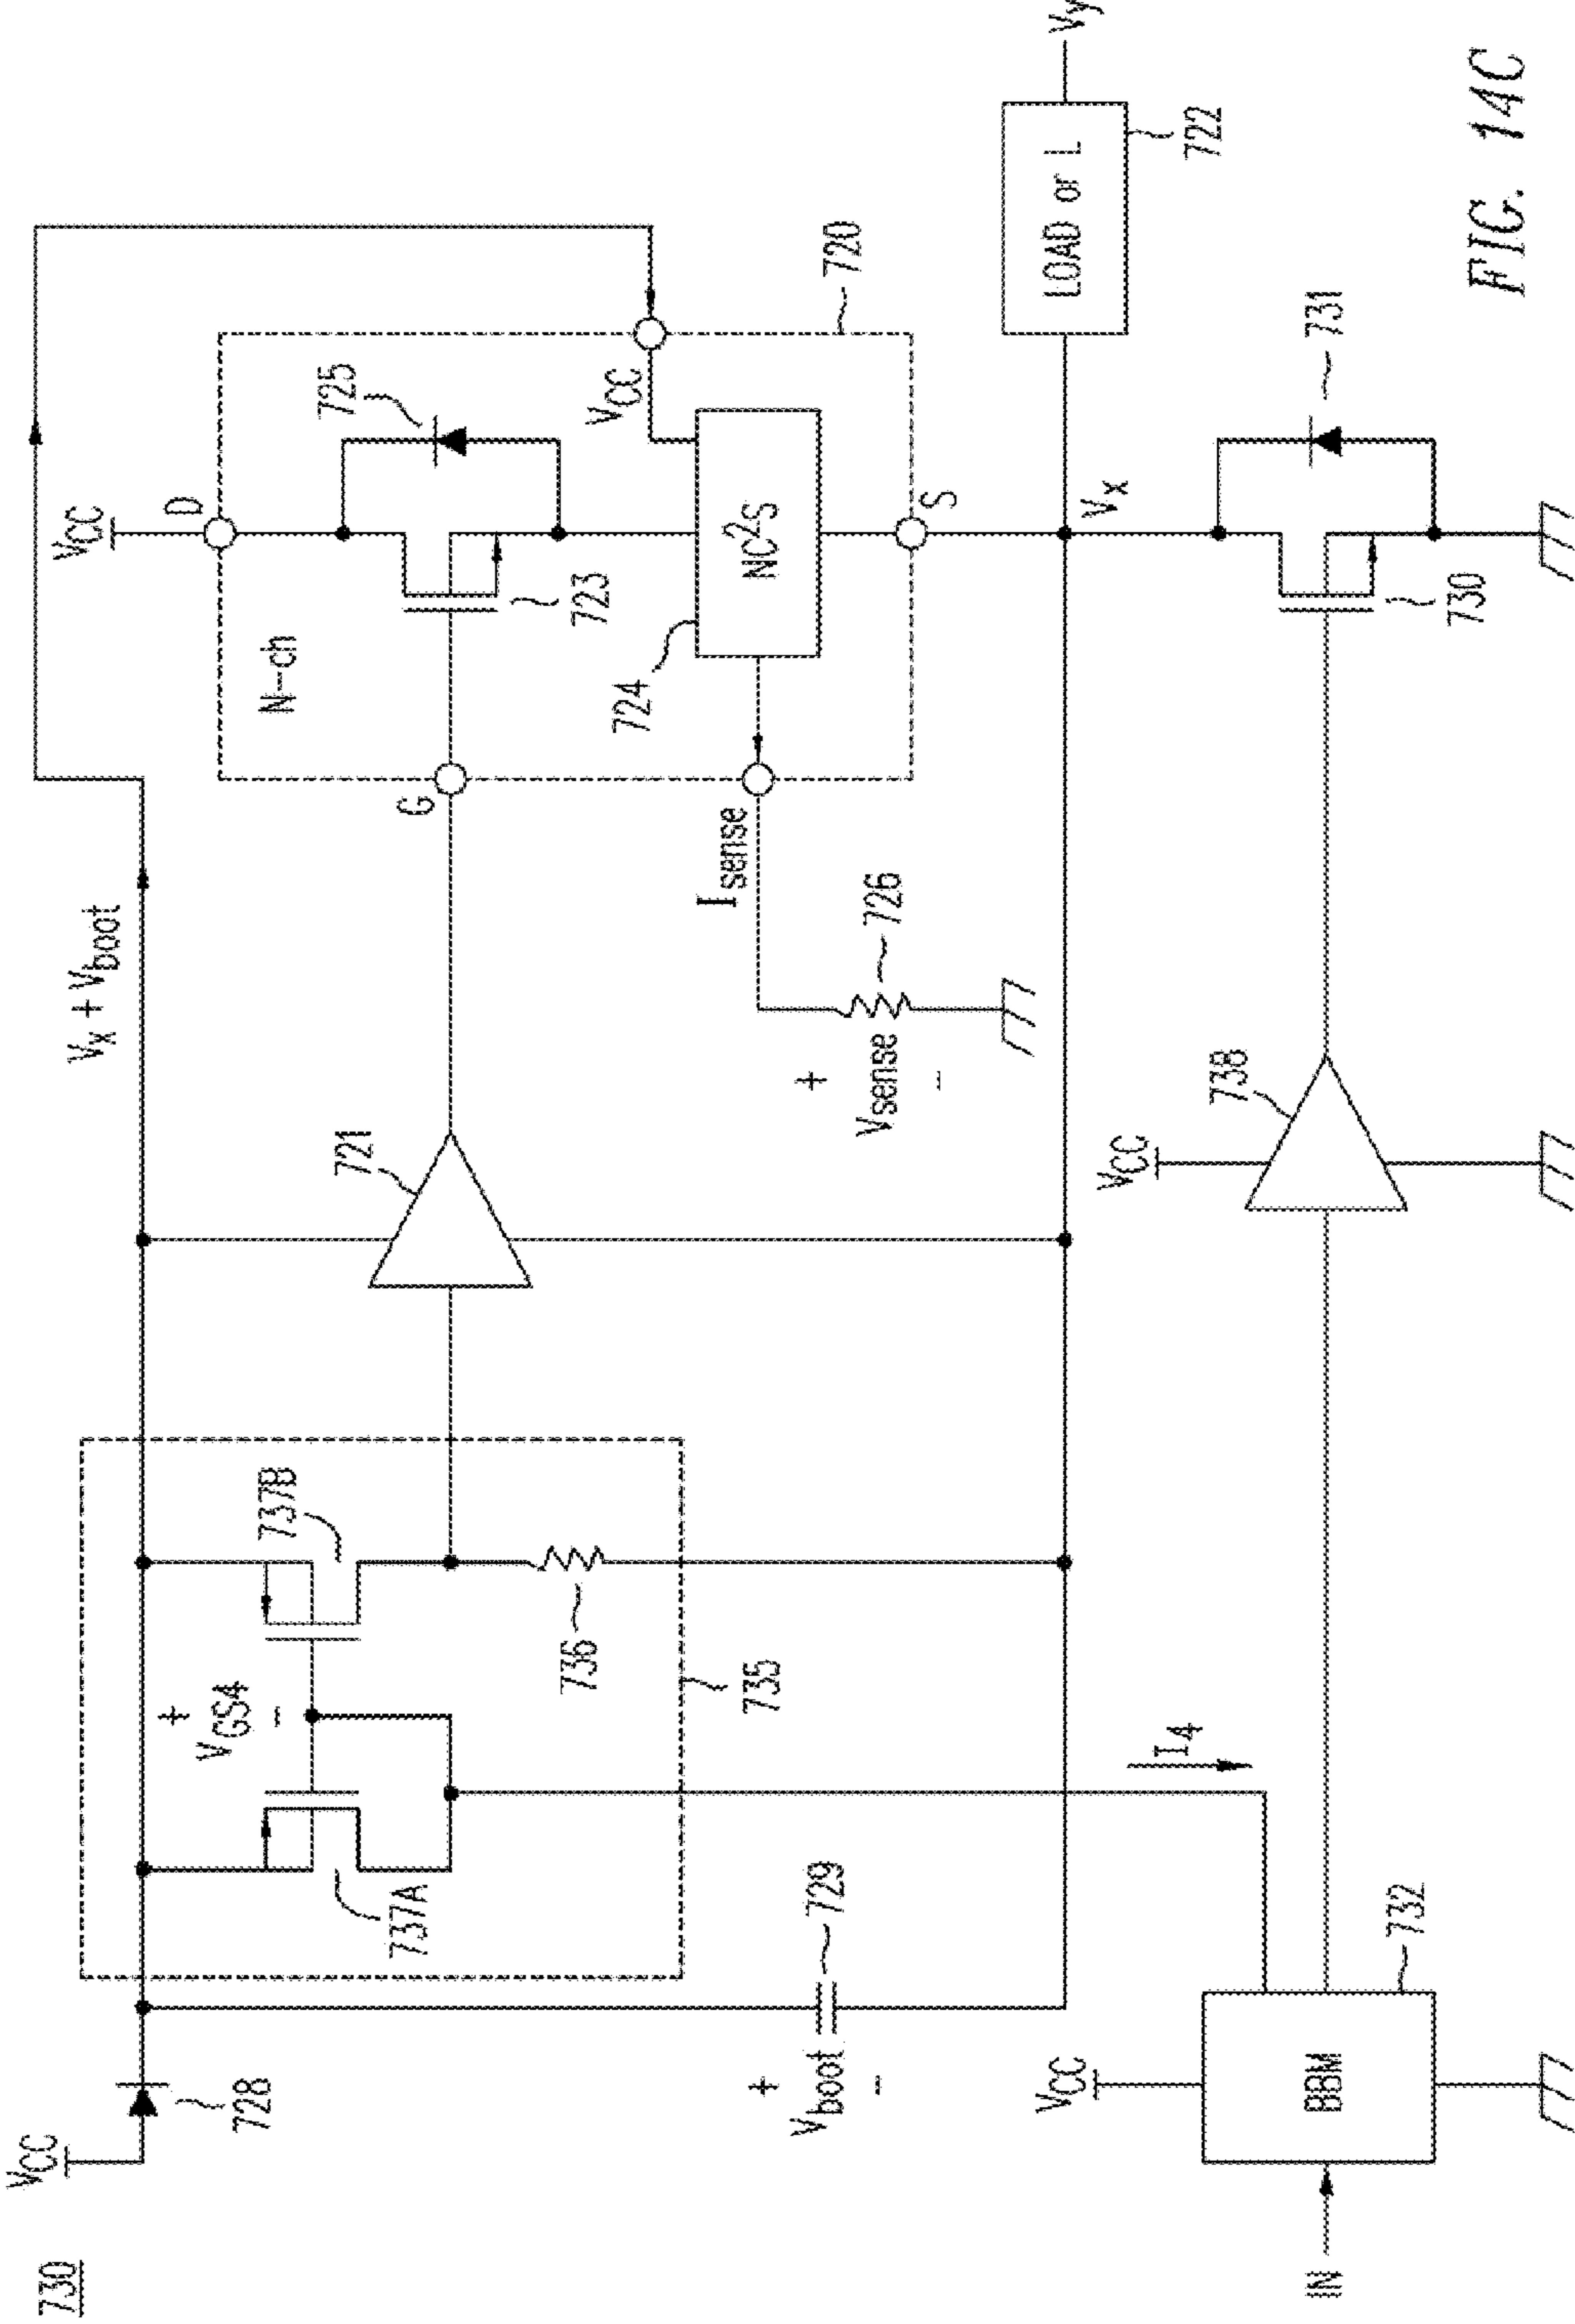 730
VCC
728
Vx + Vboot
VCC
D
725
N-ch
723
G
VCC
724
NC²S
Isense
S
720
737A
+
VGS4
-
737B
736
735
721
+
Vsense
-
726
+
Vboot
-
729
I4
Vx
LOAD or L
722
Vy
IN
VCC
BBM
732
VCC
738
730
731
FIG. 14C